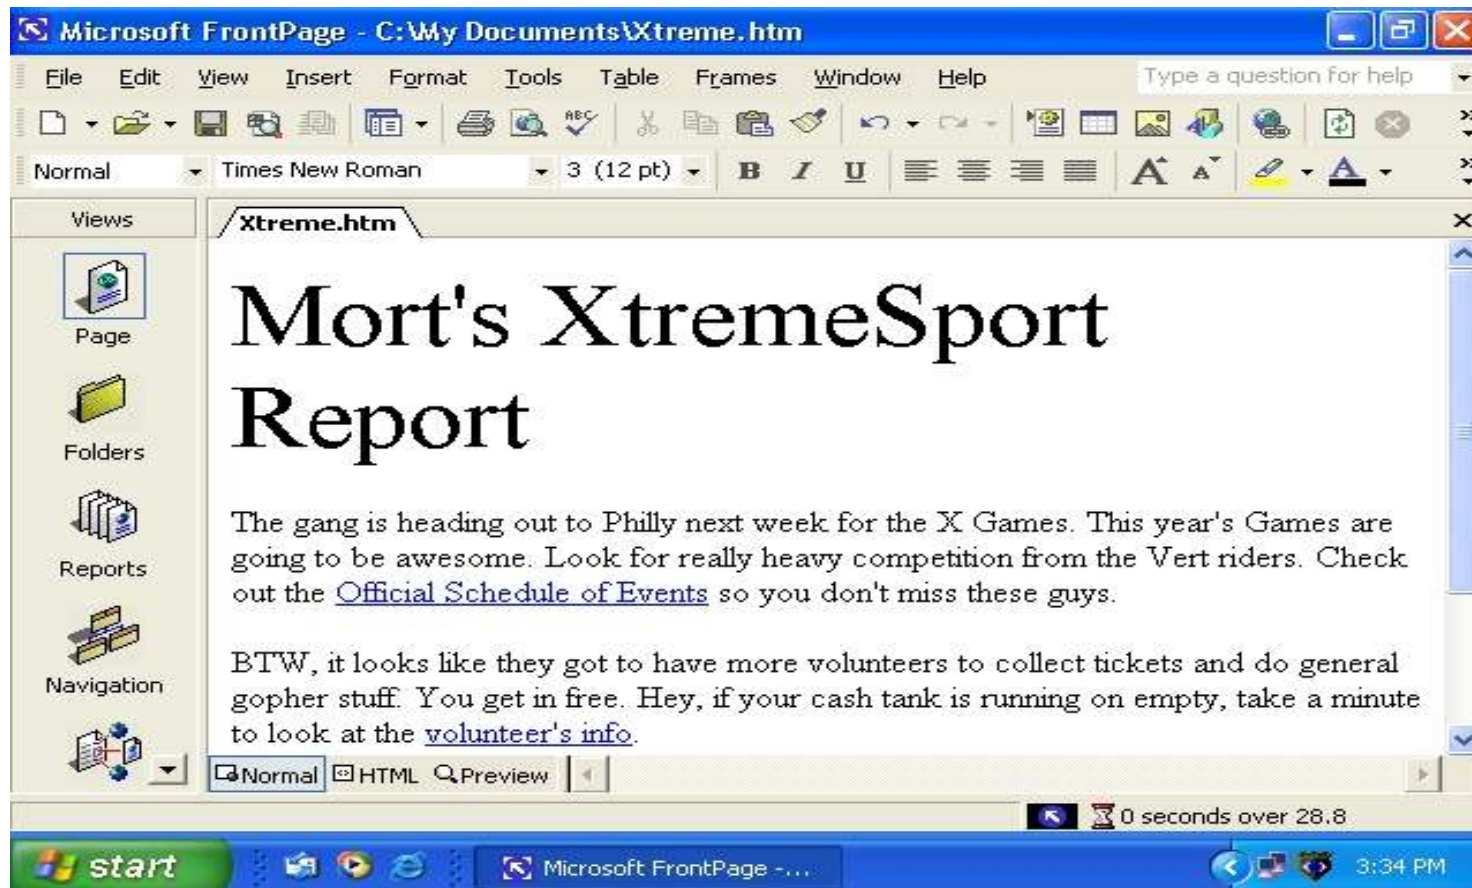 Microsoft FrontPage - C:\My Documents\Xtreme.htm
File Edit View Insert Format Tools Table Frames Window Help Type a question for help
ABC
Normal Times New Roman 3 (12 pt) B I U A A A
Views Xtreme.htm
Page
Folders
Reports
Navigation
Mort's XtremeSport
Report
The gang is heading out to Philly next week for the X Games. This year's Games are
going to be awesome. Look for really heavy competition from the Vert riders. Check
out the Official Schedule of Events so you don't miss these guys.
BTW, it looks like they got to have more volunteers to collect tickets and do general
gopher stuff. You get in free. Hey, if your cash tank is running on empty, take a minute
to look at the volunteer's info.
Normal HTML Preview
0 seconds over 28.8
start Microsoft FrontPage -... 3:34 PM